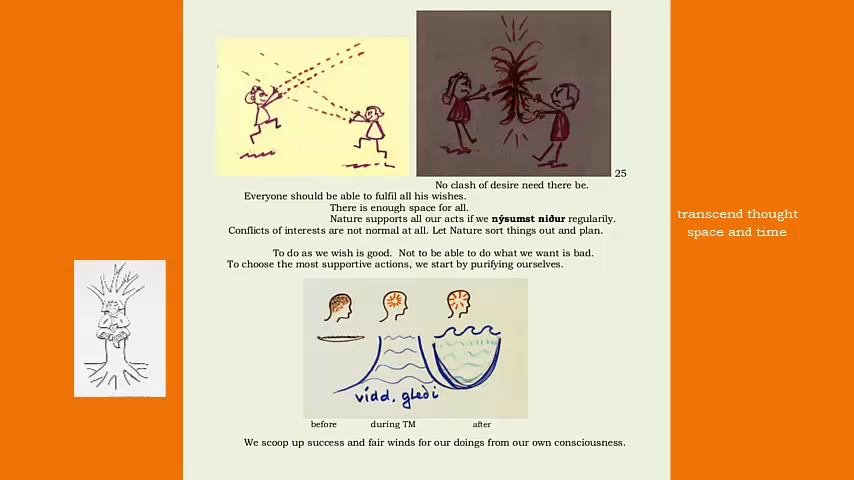 25
No clash of desire need there be.
Everyone should be able to fulfil all his wishes.
There is enough space for all.
Nature supports all our acts if we nýsumst niður regularily.
Conflicts of interests are not normal at all. Let Nature sort things out and plan.
To do as we wish is good. Not to be able to do what we want is bad.
To choose the most supportive actions, we start by purifying ourselves.
transcend thought
space and time
vídd, gleði
before during TM after
We scoop up success and fair winds for our doings from our own consciousness.